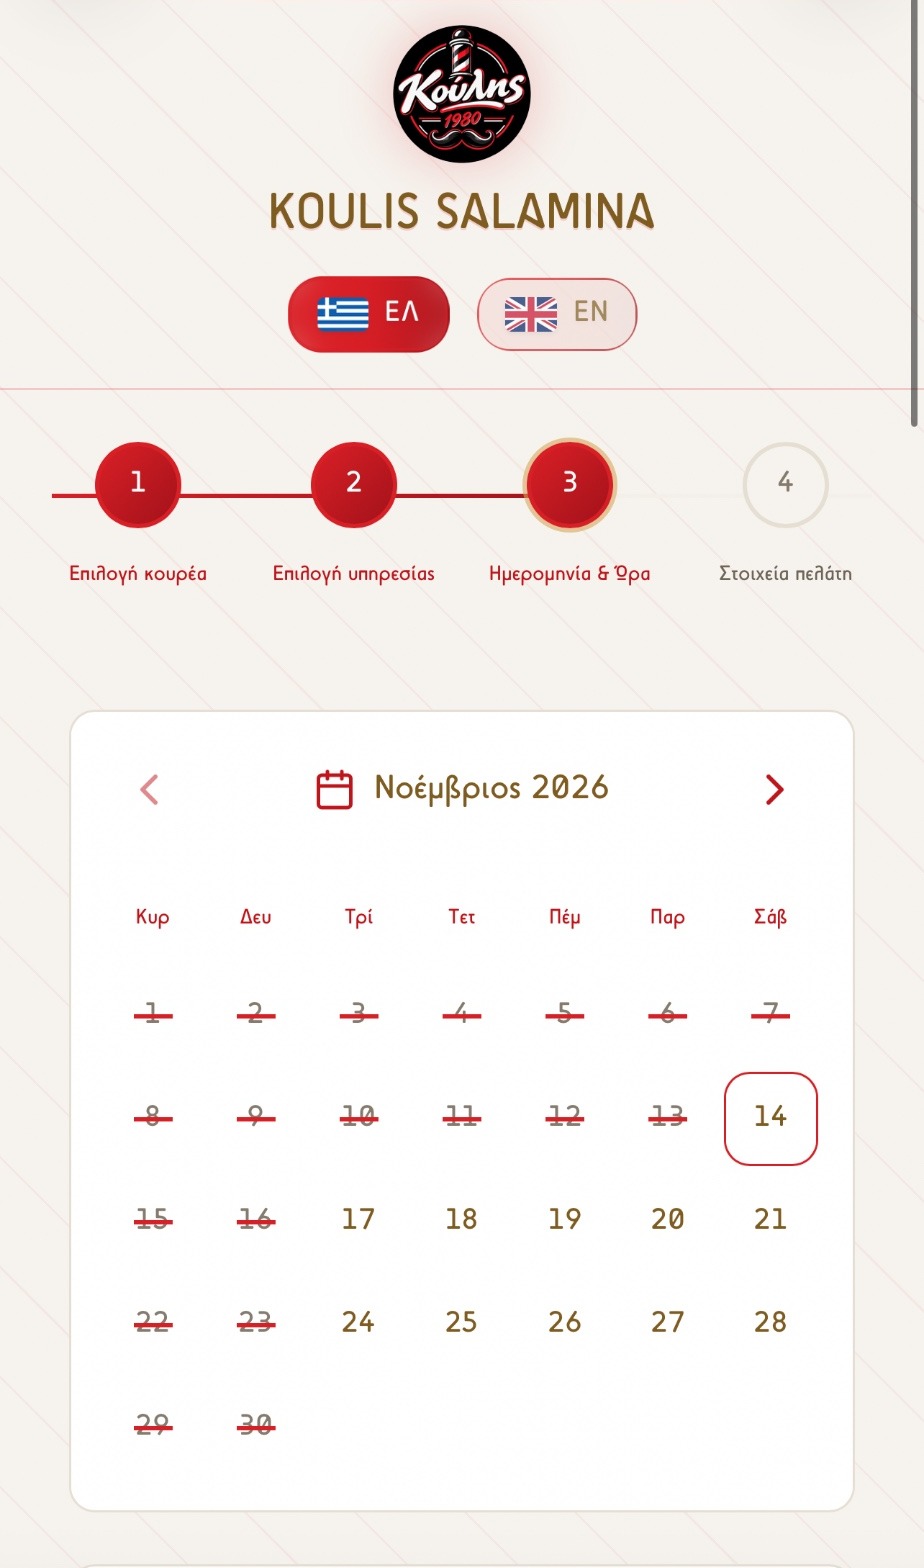 Κούλης
1980
KOULIS SALAMINA
ΕΛ EN
1 2 3 4
Επιλογή κουρέα Επιλογή υπηρεσίας Ημερομηνία & Ώρα Στοιχεία πελάτη
Νοέμβριος 2026
Κυρ Δευ Τρί Τετ Πέμ Παρ Σάβ
1 2 3 4 5 6 7
8 9 10 11 12 13 14
15 16 17 18 19 20 21
22 23 24 25 26 27 28
29 30